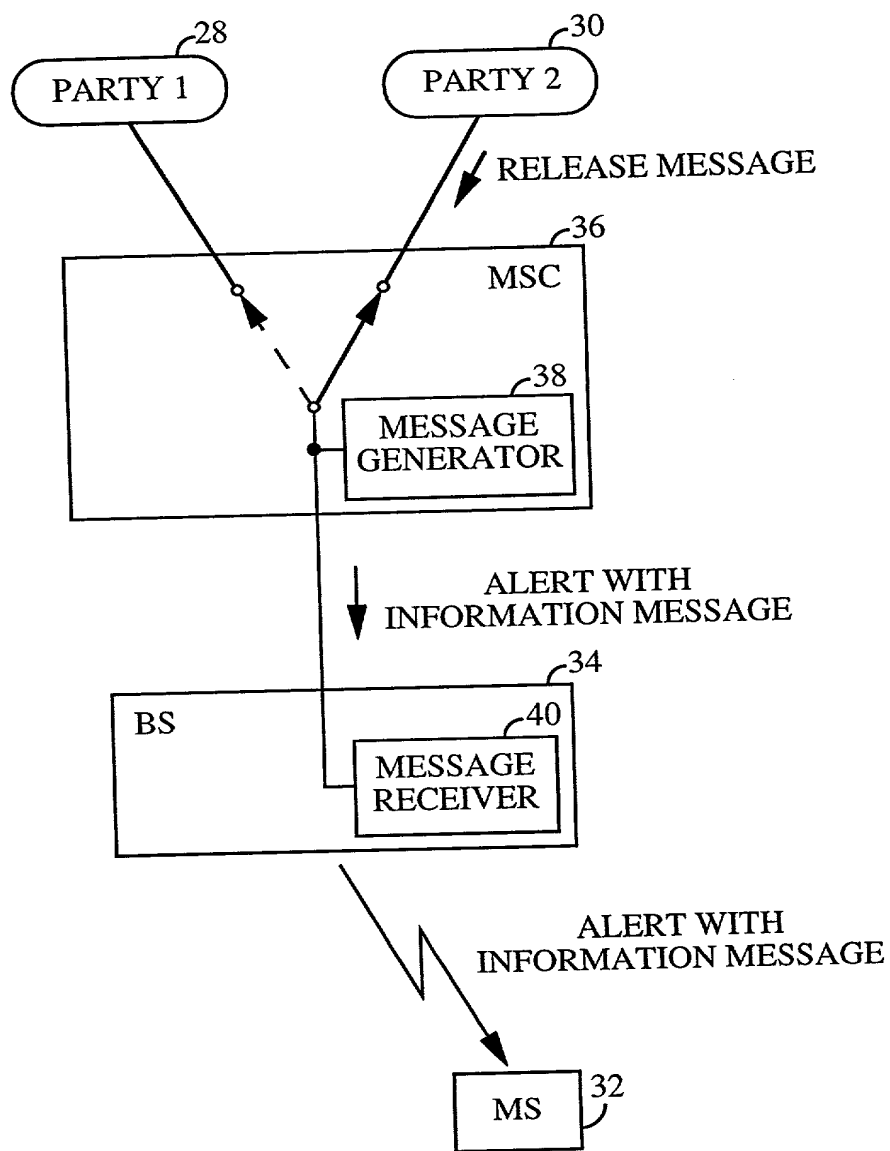 28
30
PARTY 1
PARTY 2
RELEASE MESSAGE
36
MSC
38
MESSAGE
GENERATOR
ALERT WITH
INFORMATION MESSAGE
34
BS
40
MESSAGE
RECEIVER
ALERT WITH
INFORMATION MESSAGE
MS
32